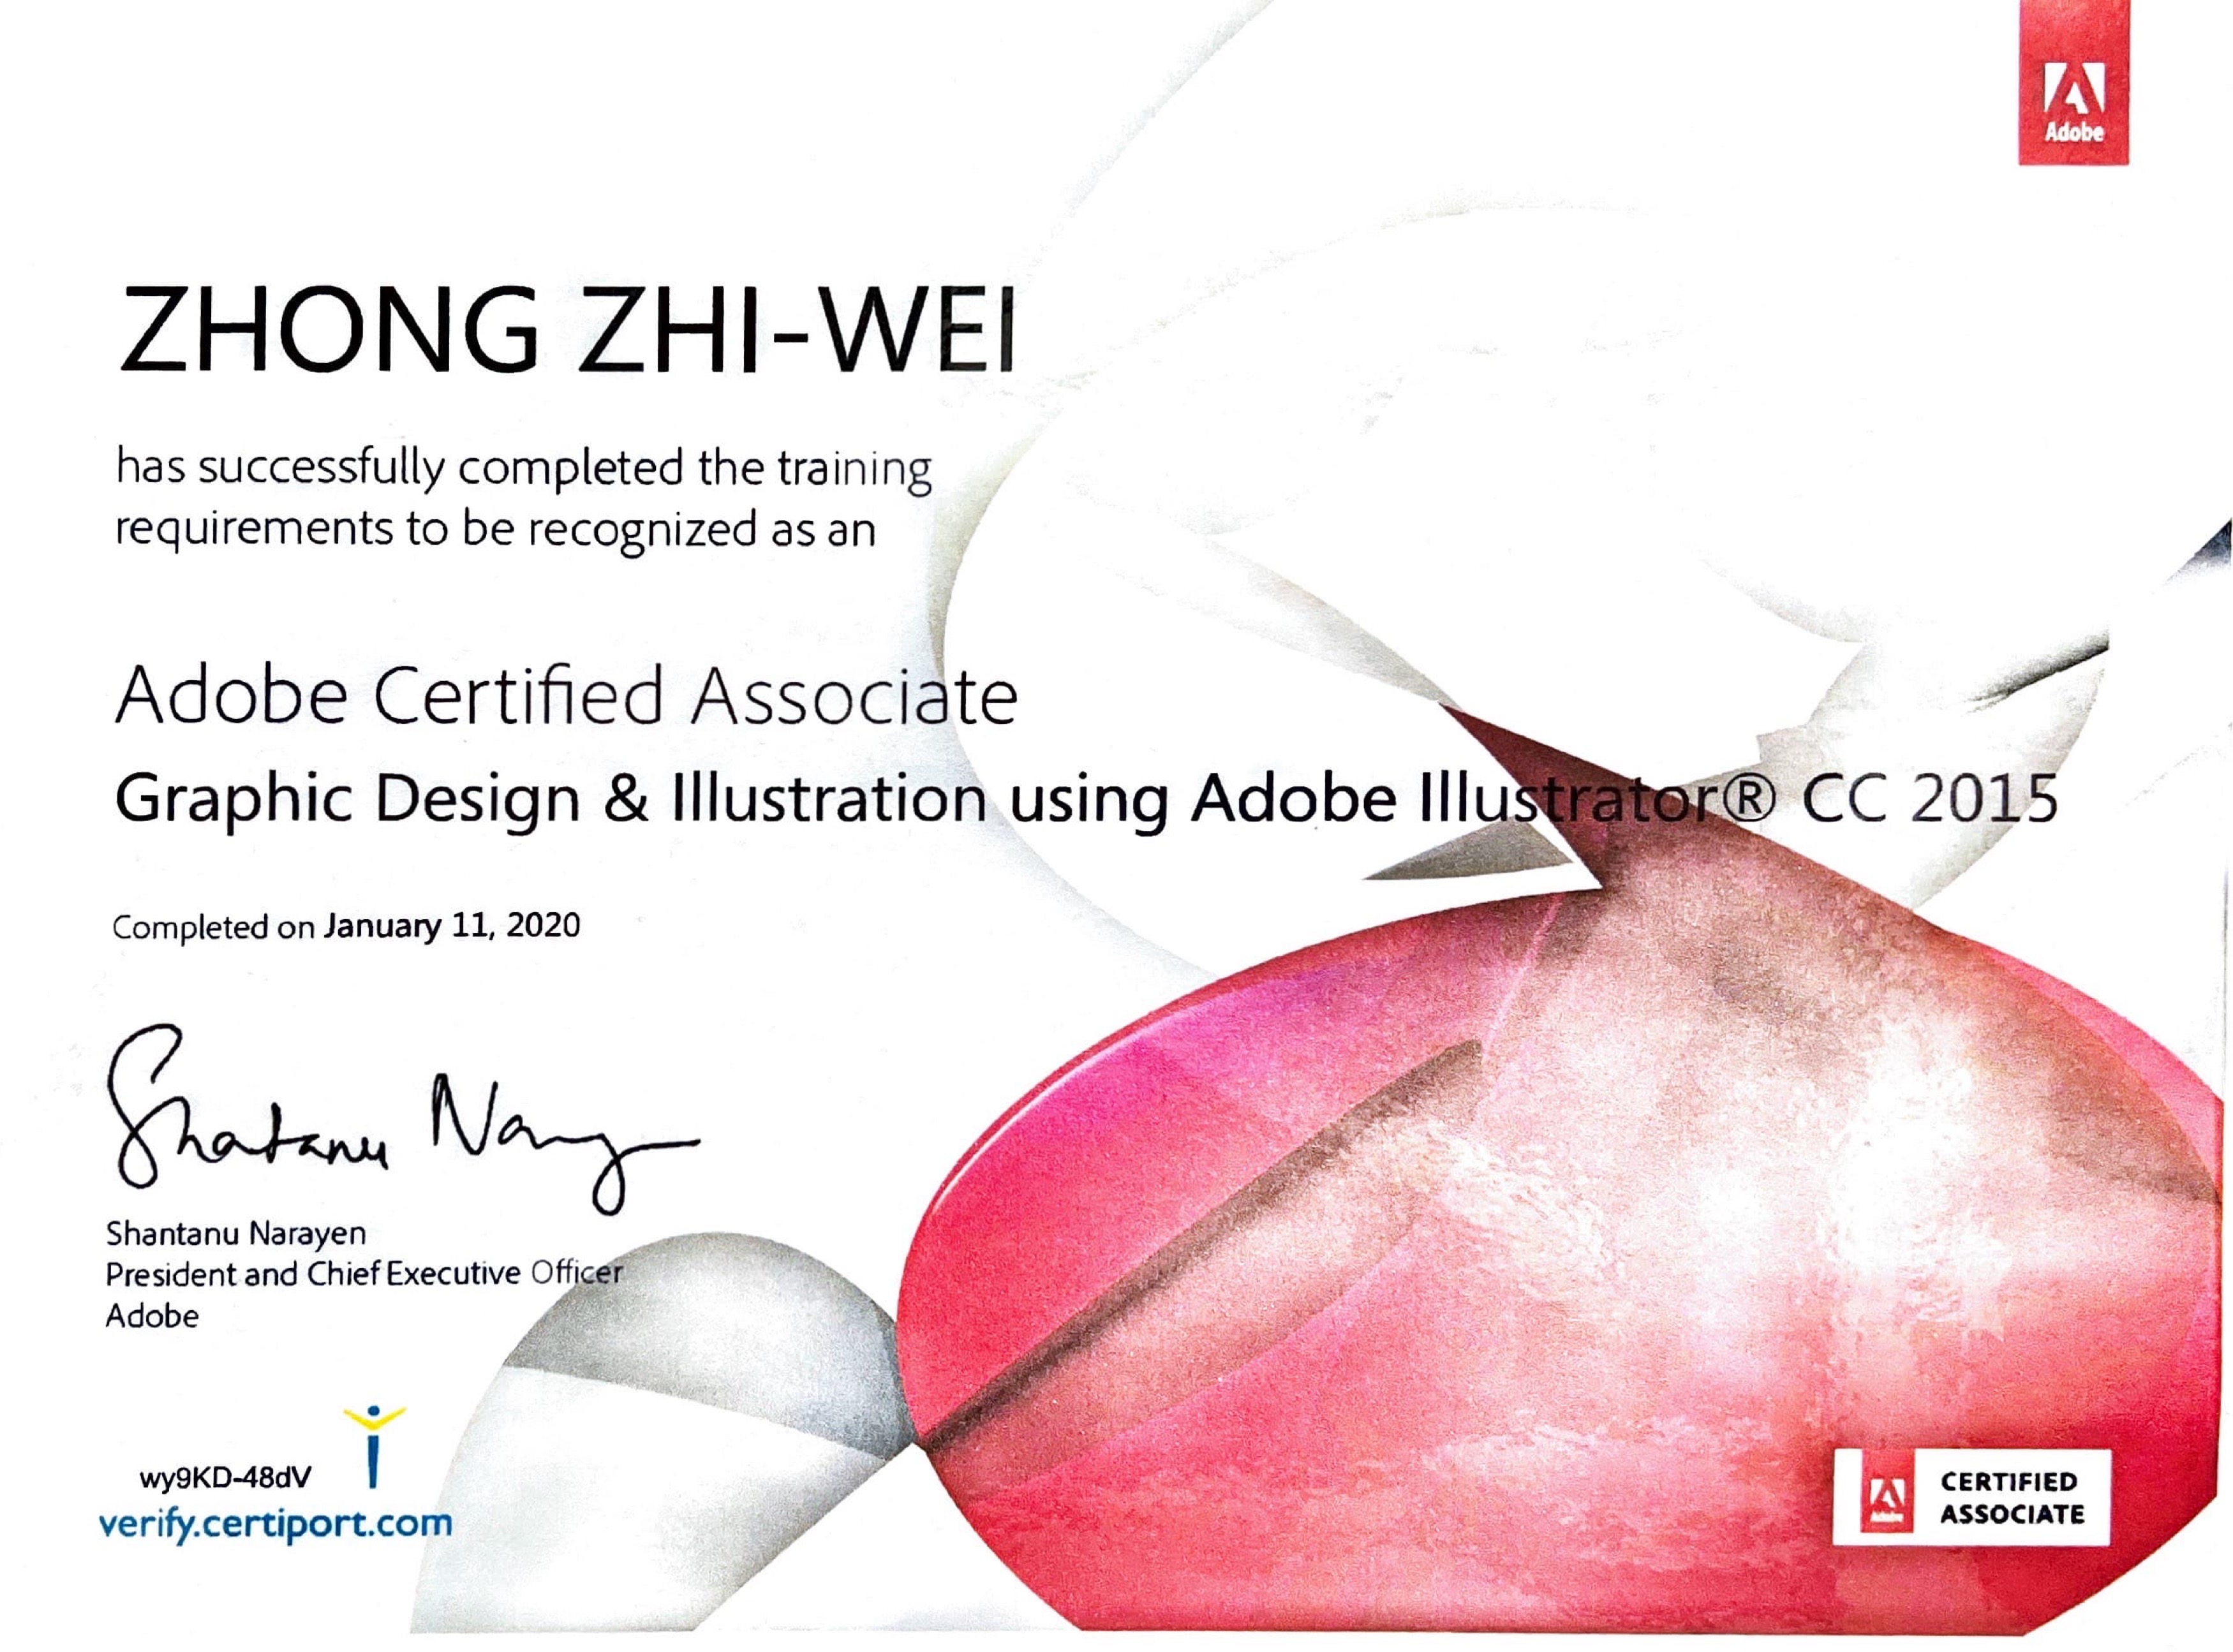 Adobe
ZHONG ZHI-WEI
has successfully completed the training
requirements to be recognized as an
Adobe Certified Associate
Graphic Design & Illustration using Adobe Illustrator® CC 2015
Completed on January 11, 2020
Shantanu Narayen
Shantanu Narayen
President and Chief Executive Officer
Adobe
wy9KD-48dV
verify.certiport.com
Adobe
CERTIFIED
ASSOCIATE